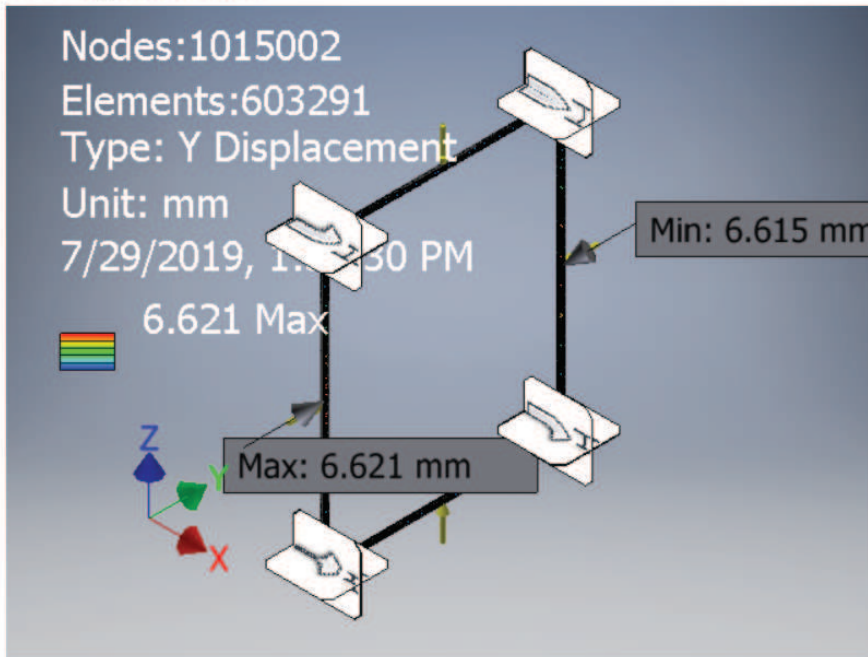 Nodes:1015002
Elements:603291
Type: Y Displacement
Unit: mm
7/29/2019, 30 PM
6.621 Max
Min: 6.615 mm
Max: 6.621 mm
Z
Y
X